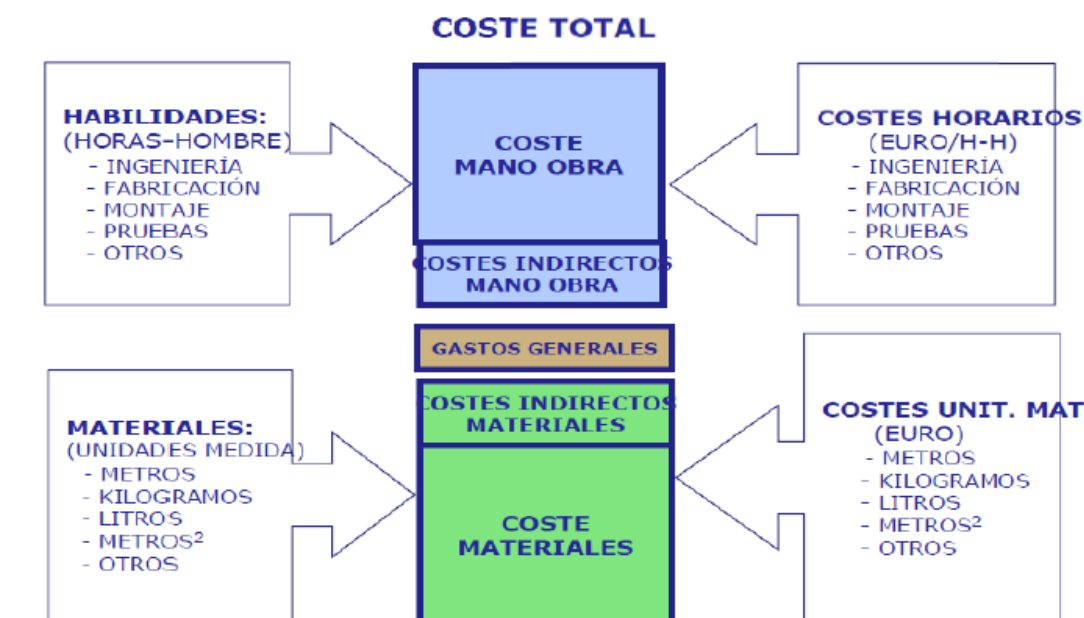 COSTE TOTAL
HABILIDADES:
(HORAS-HOMBRE)
- INGENIERÍA
- FABRICACIÓN
- MONTAJE
- PRUEBAS
- OTROS
COSTE
MANO OBRA
COSTES INDIRECTOS
MANO OBRA
COSTES HORARIOS
(EURO/H-H)
- INGENIERÍA
- FABRICACIÓN
- MONTAJE
- PRUEBAS
- OTROS
GASTOS GENERALES
MATERIALES:
(UNIDADES MEDIDA)
- METROS
- KILOGRAMOS
- LITROS
- METROS²
- OTROS
COSTES INDIRECTOS
MATERIALES
COSTE
MATERIALES
COSTES UNIT. MAT
(EURO)
- METROS
- KILOGRAMOS
- LITROS
- METROS²
- OTROS